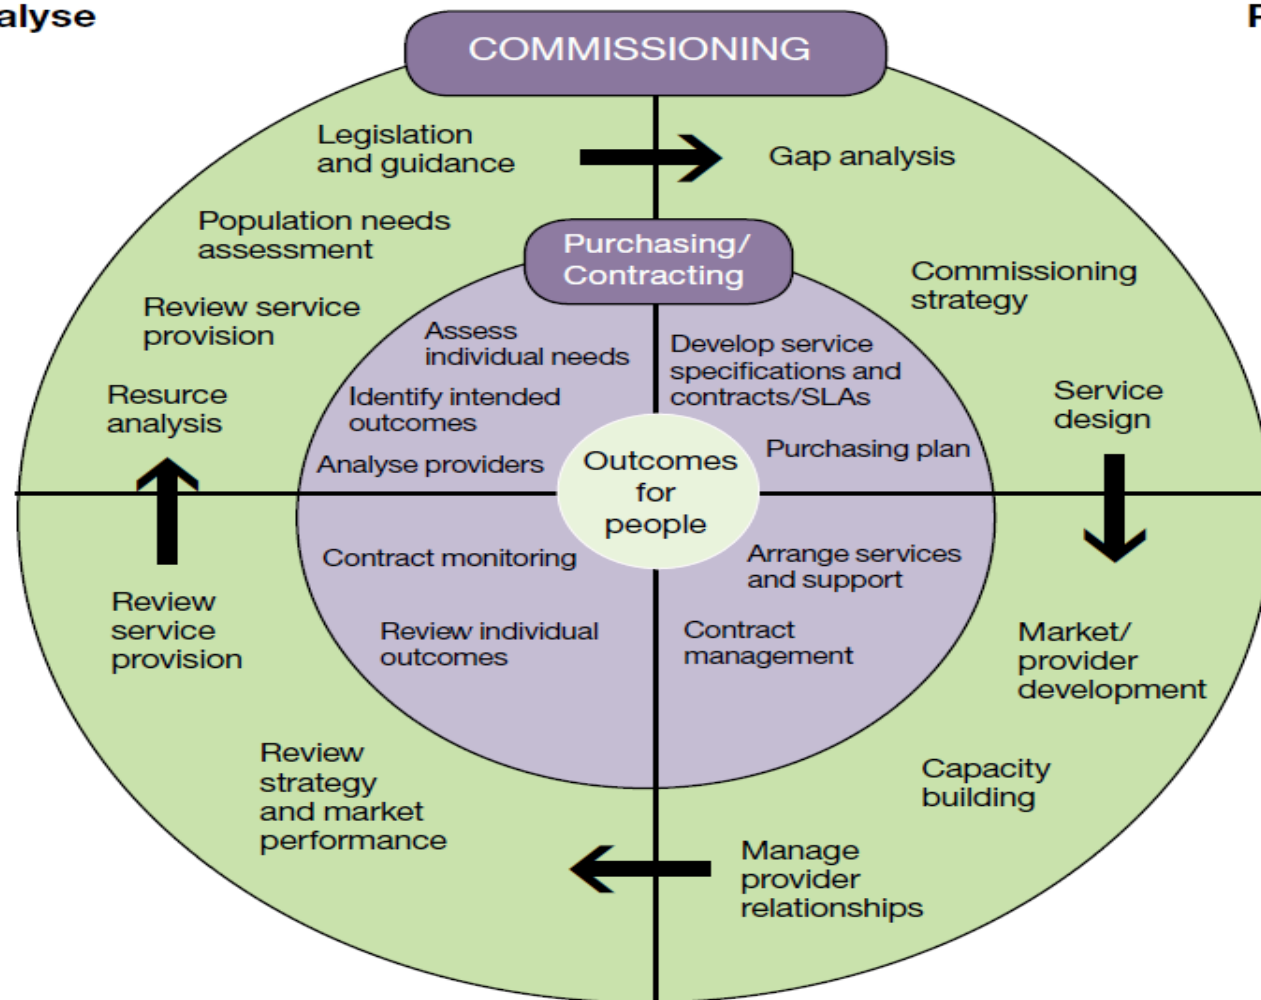 alyse
P
COMMISSIONING
Legislation
and guidance
Gap analysis
Population needs
assessment
Purchasing/
Contracting
Commissioning
strategy
Review service
provision
Assess
individual needs
Develop service
specifications and
contracts/SLAs
Resurce
analysis
Identify intended
outcomes
Service
design
Analyse providers
Purchasing plan
Outcomes
for
people
Contract monitoring
Arrange services
and support
Review
service
provision
Review individual
outcomes
Contract
management
Market/
provider
development
Review
strategy
and market
performance
Capacity
building
Manage
provider
relationships